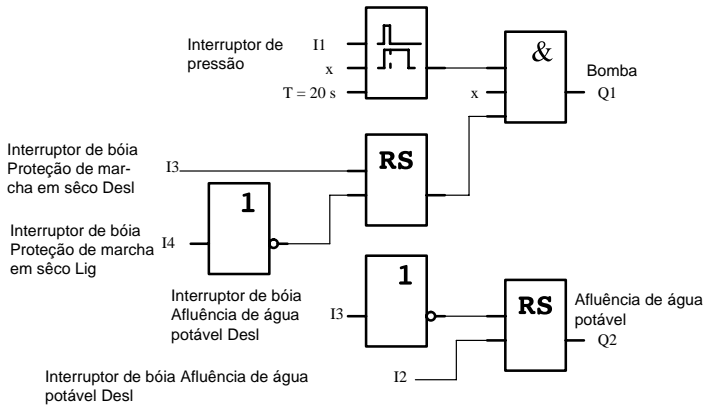 Interruptor de
pressão
I1
x
T = 20 s
&
x
Bomba
Q1
Interruptor de bóia
Proteção de mar-
cha em sêco Desl
I3
RS
1
Interruptor de bóia
Proteção de marcha
em sêco Lig
I4
Interruptor de bóia
Afluência de água
potável Desl
I3
1
RS
Afluência de água
potável
Q2
Interruptor de bóia Afluência de água
potável Desl
I2